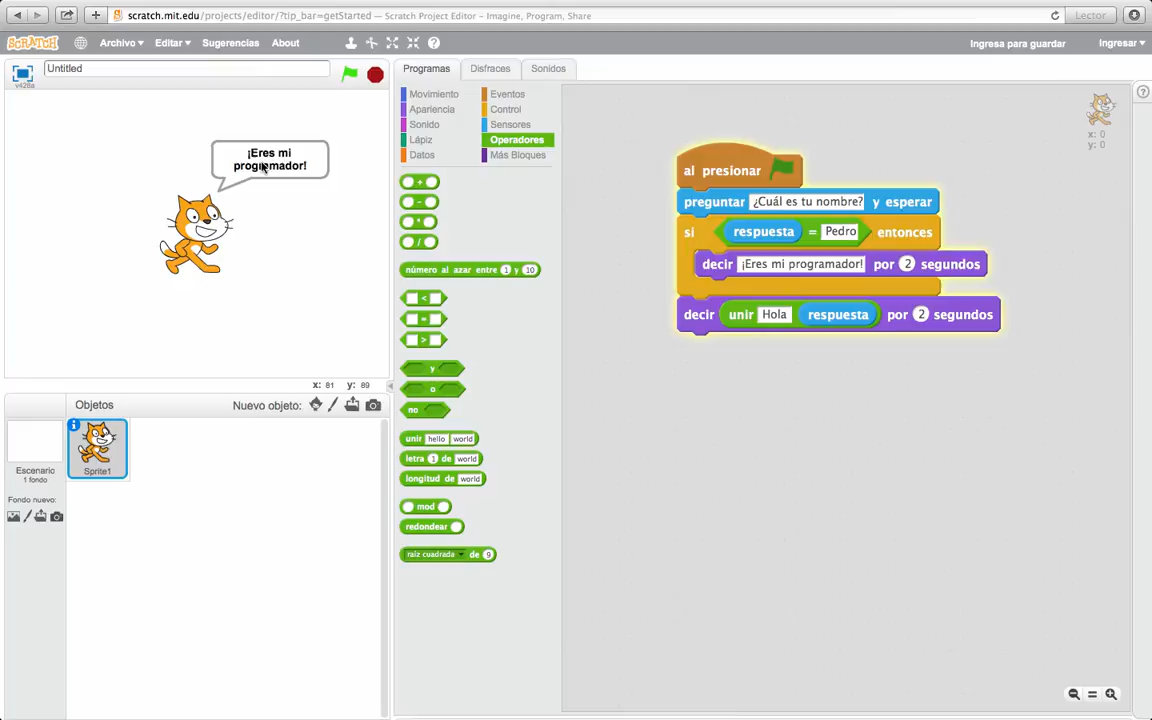 scratch.mit.edu/projects/editor/?tip_bar=getStarted — Scratch Project Editor - Imagine, Program, Share
Lector
SCRATCH
Archivo
Editar
Sugerencias
About
Ingresa para guardar
Ingresar
v428a
Untitled
Programas
Disfraces
Sonidos
¡Eres mi
programador!
x: 81 y: 89
Objetos
Nuevo objeto:
Sprite1
Escenario
1 fondo
Fondo nuevo:
Movimiento
Eventos
Apariencia
Control
Sonido
Sensores
Lápiz
Operadores
Datos
Más Bloques
+
-
*
/
número al azar entre 1 y 10
<
=
>
y
o
no
unir hello world
letra 1 de world
longitud de world
mod
redondear
raíz cuadrada de 9
al presionar
preguntar ¿Cuál es tu nombre? y esperar
si respuesta = Pedro entonces
decir ¡Eres mi programador! por 2 segundos
decir unir Hola respuesta por 2 segundos
x: 0
y: 0